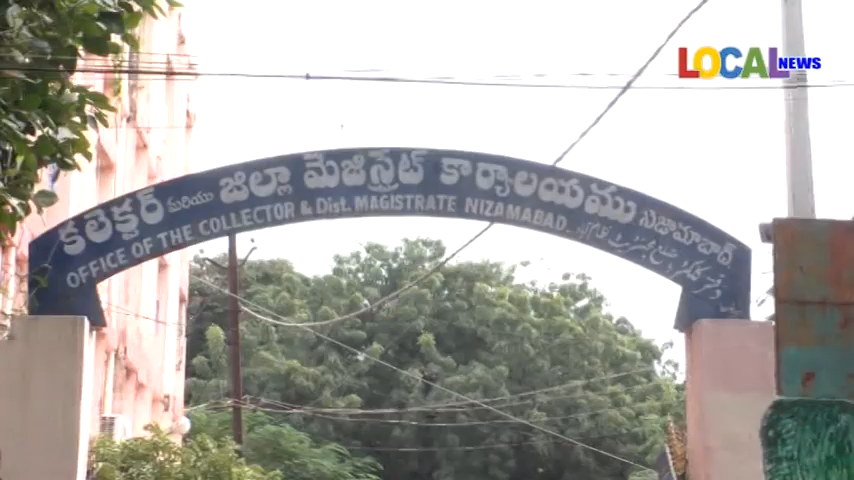 LOCAL NEWS
కలెక్టర్ మరియు జిల్లా మేజిస్ట్రేట్ కార్యాలయము నిజామాబాద్
OFFICE OF THE COLLECTOR & Dist. MAGISTRATE NIZAMABAD.